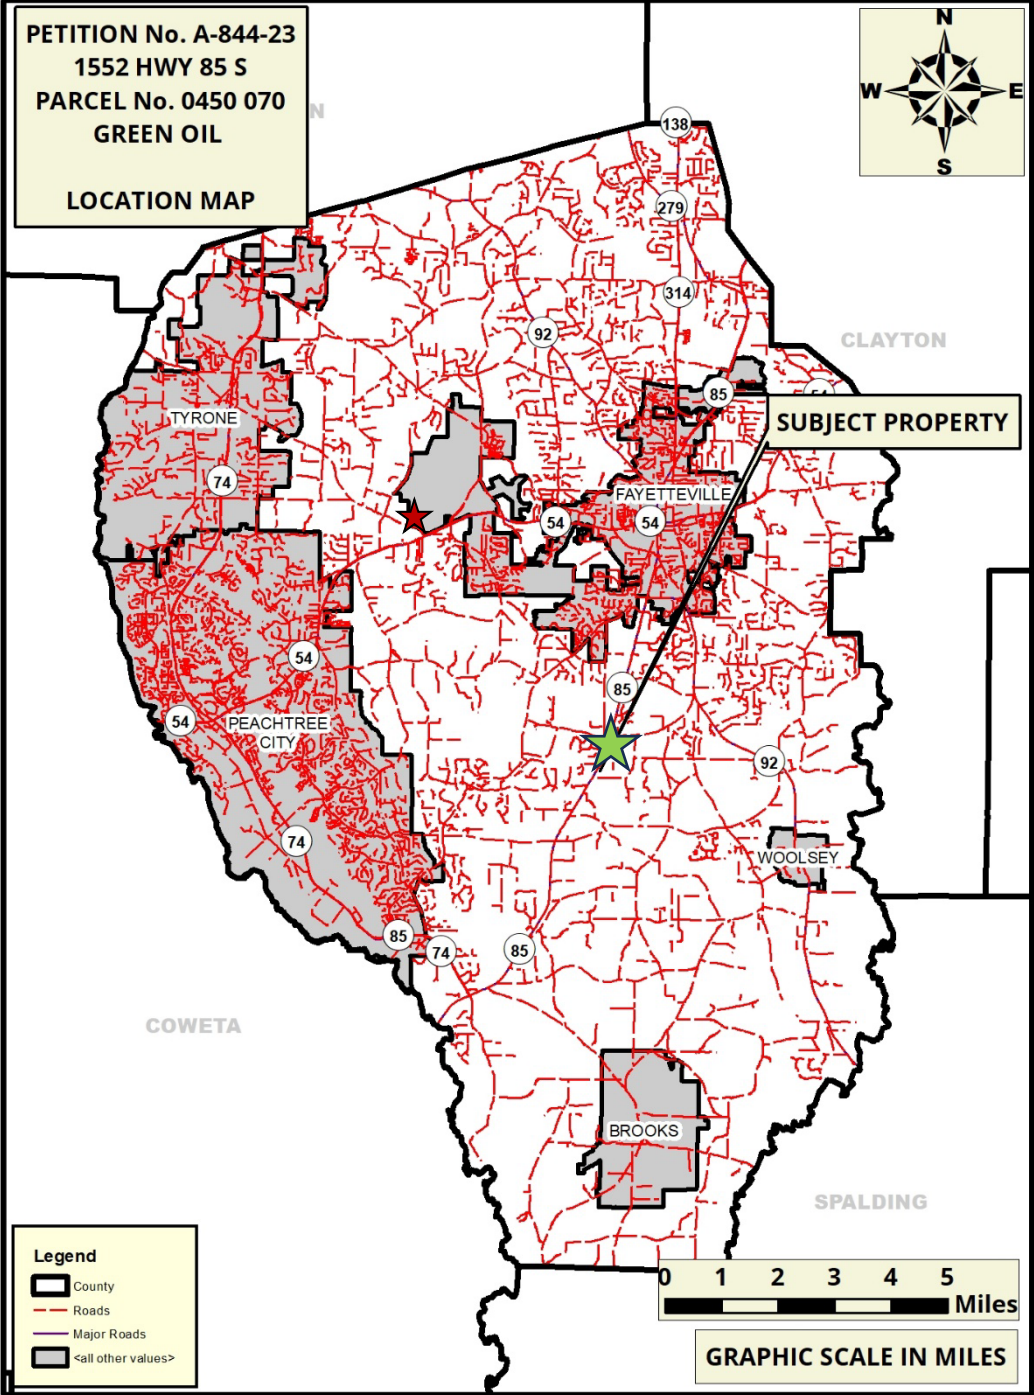 PETITION No. A-844-23
1552 HWY 85 S
PARCEL No. 0450 070
GREEN OIL
LOCATION MAP
N
W
E
S
N
138
279
314
92
CLAYTON
85
SUBJECT PROPERTY
TYRONE
74
FAYETTEVILLE
54
54
54
85
54
PEACHTREE
CITY
92
74
WOOLSEY
85
74
85
COWETA
BROOKS
SPALDING
Legend
County
Roads
Major Roads
<all other values>
0 1 2 3 4 5
Miles
GRAPHIC SCALE IN MILES